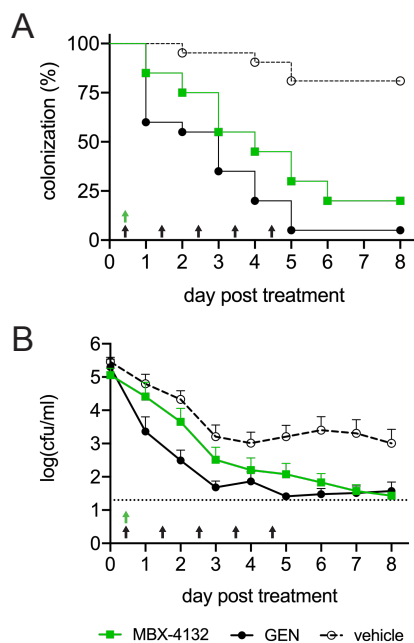 A
colonization (%)
100
75
50
25
0
0 1 2 3 4 5 6 7 8
day post treatment
B
log(cfu/ml)
6
5
4
3
2
1
0
0 1 2 3 4 5 6 7 8
day post treatment
MBX-4132 GEN vehicle